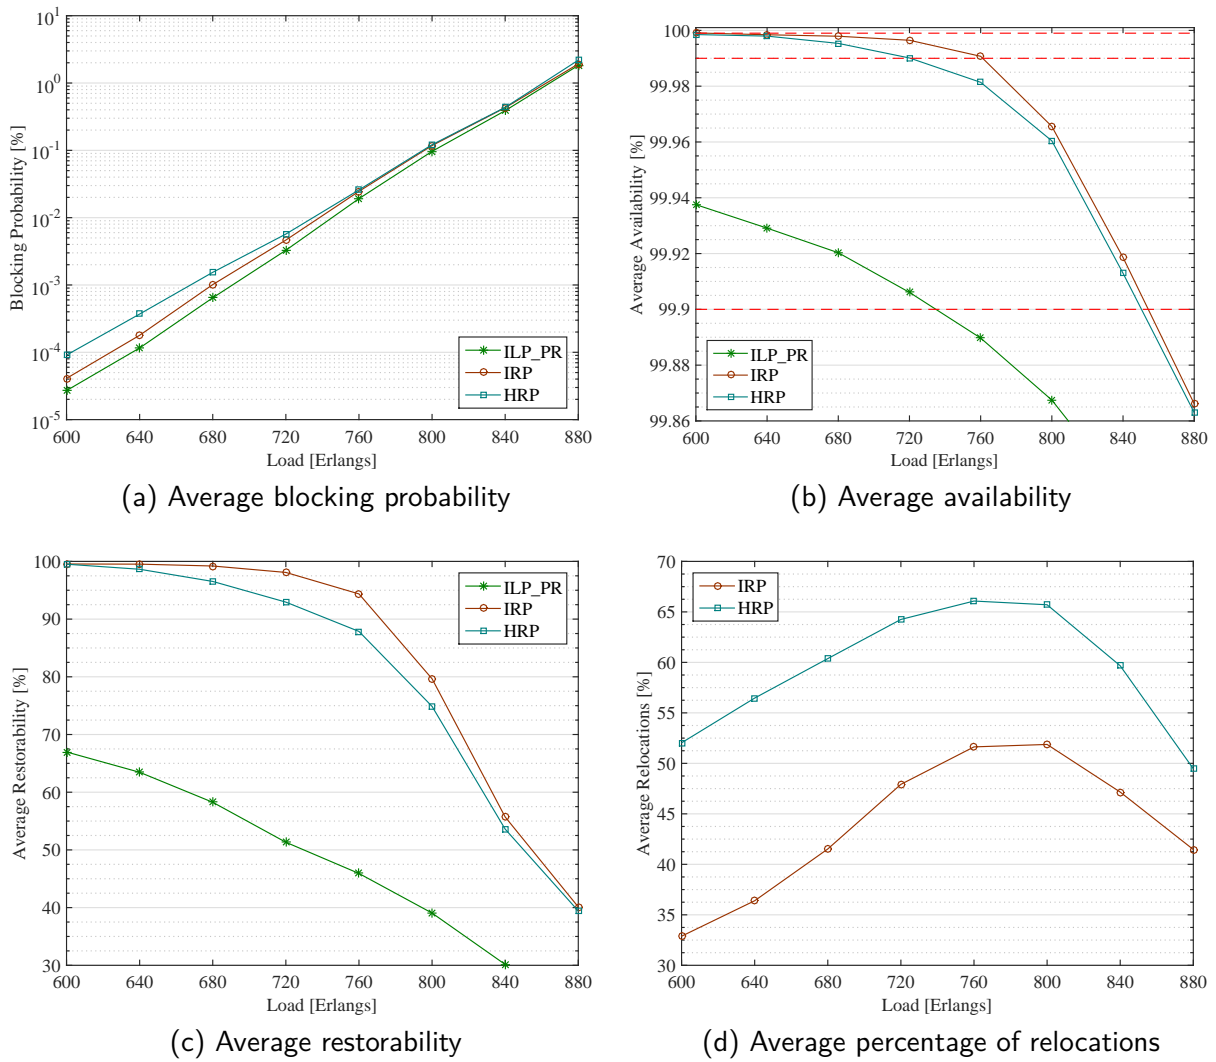 Blocking Probability [%]
10^1
10^0
10^-1
10^-2
10^-3
10^-4
10^-5
ILP_PR
IRP
HRP
600 640 680 720 760 800 840 880
Load [Erlangs]
(a) Average blocking probability
Average Availability [%]
100
99.98
99.96
99.94
99.92
99.9
99.88
99.86
ILP_PR
IRP
HRP
600 640 680 720 760 800 840 880
Load [Erlangs]
(b) Average availability
Average Restorability [%]
100
90
80
70
60
50
40
30
ILP_PR
IRP
HRP
600 640 680 720 760 800 840 880
Load [Erlangs]
(c) Average restorability
Average Relocations [%]
70
65
60
55
50
45
40
35
30
IRP
HRP
600 640 680 720 760 800 840 880
Load [Erlangs]
(d) Average percentage of relocations